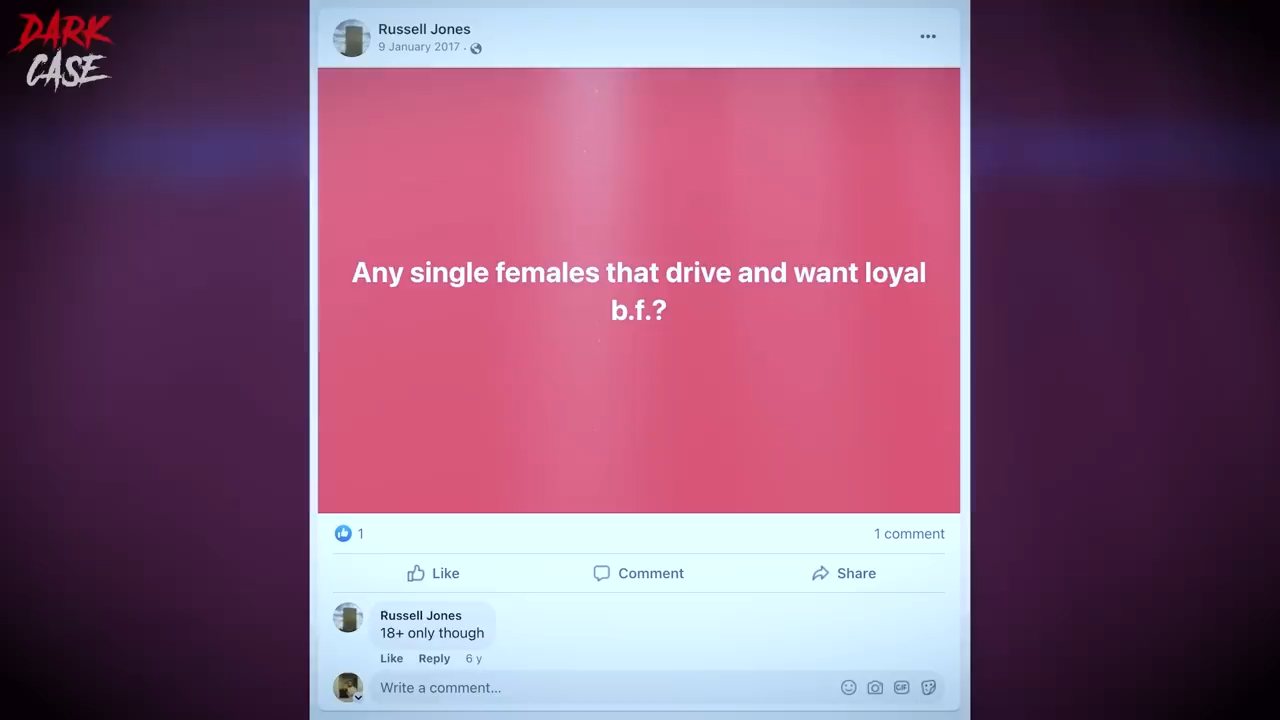 DARK
CASE
Russell Jones
9 January 2017 ·
Any single females that drive and want loyal
b.f.?
1
1 comment
Like
Comment
Share
Russell Jones
18+ only though
Like Reply 6 y
Write a comment...
GIF